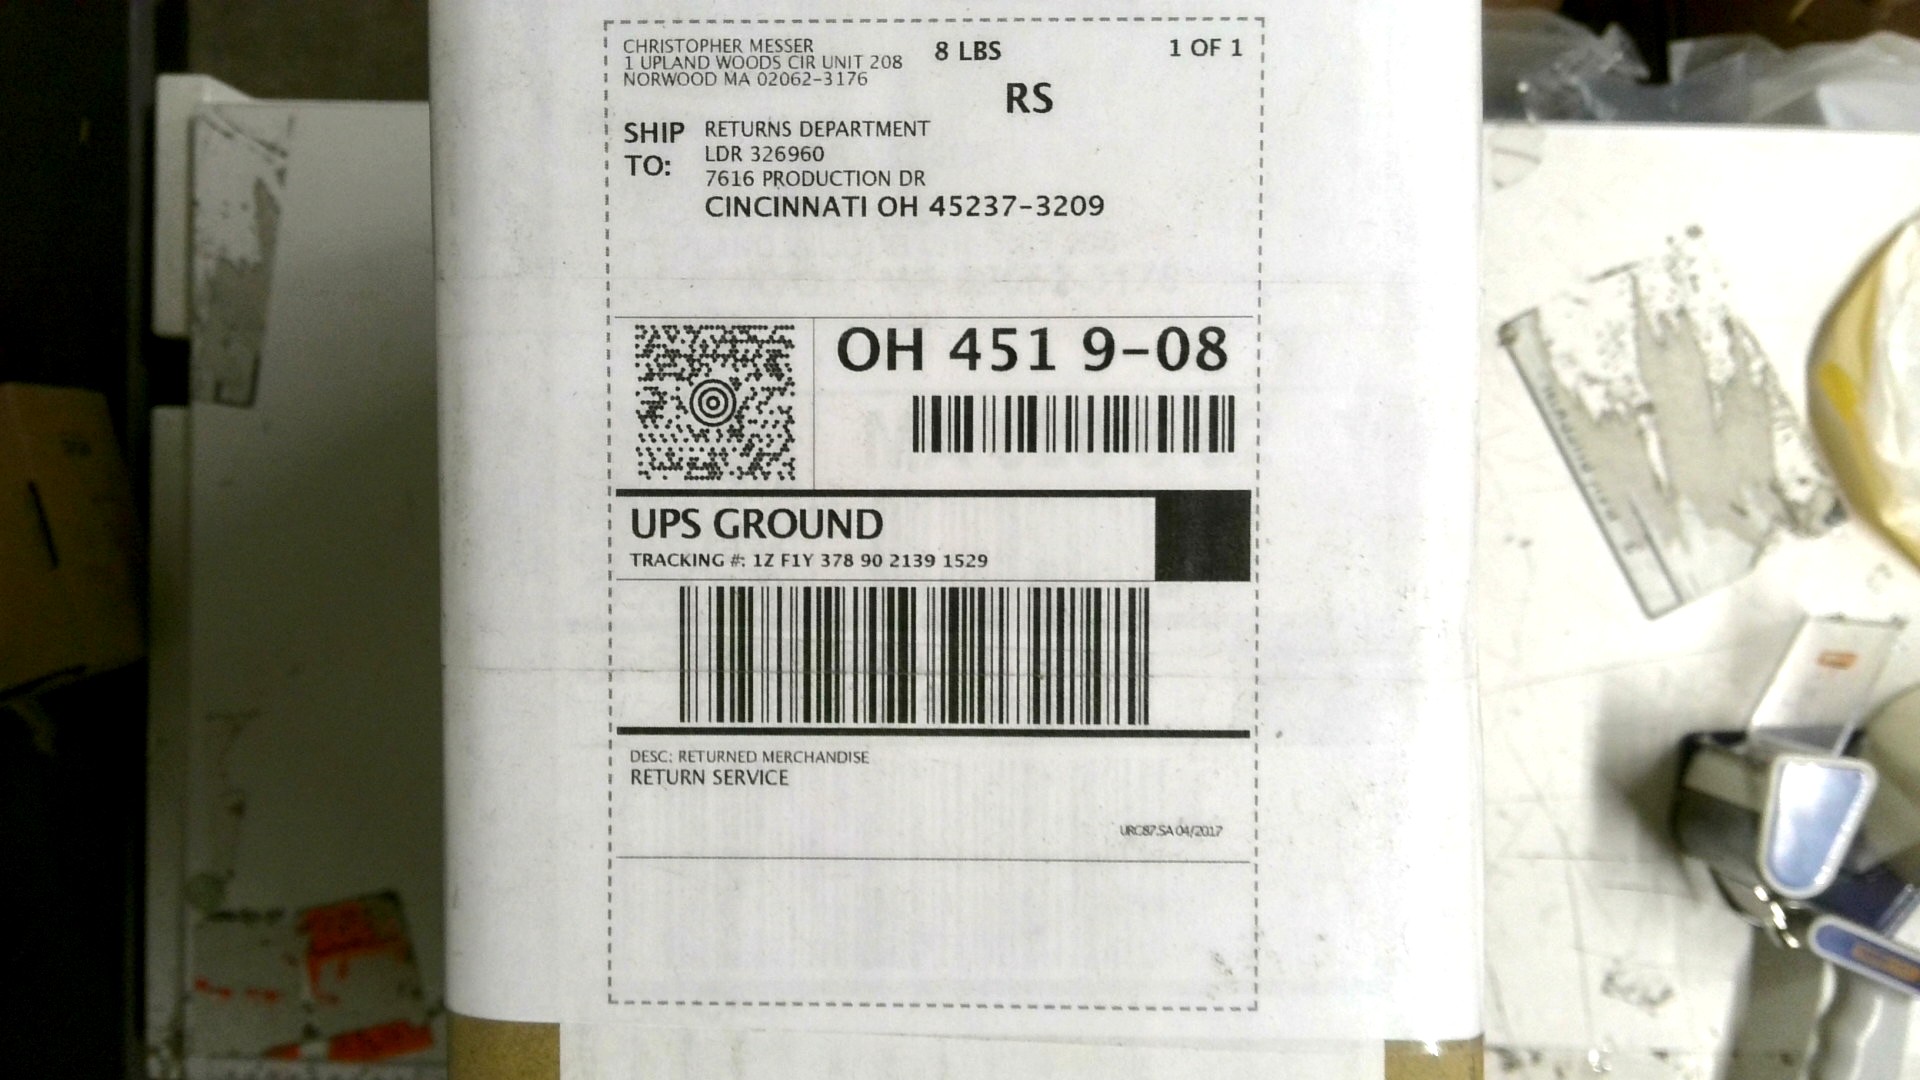 CHRISTOPHER MESSER
1 UPLAND WOODS CIR UNIT 208
NORWOOD MA 02062-3176
8 LBS
1 OF 1
RS
SHIP TO:
RETURNS DEPARTMENT
LDR 326960
7616 PRODUCTION DR
CINCINNATI OH 45237-3209
OH 451 9-08
UPS GROUND
TRACKING #: 1Z F1Y 378 90 2139 1529
DESC: RETURNED MERCHANDISE
RETURN SERVICE
URC87.SA 04/2017